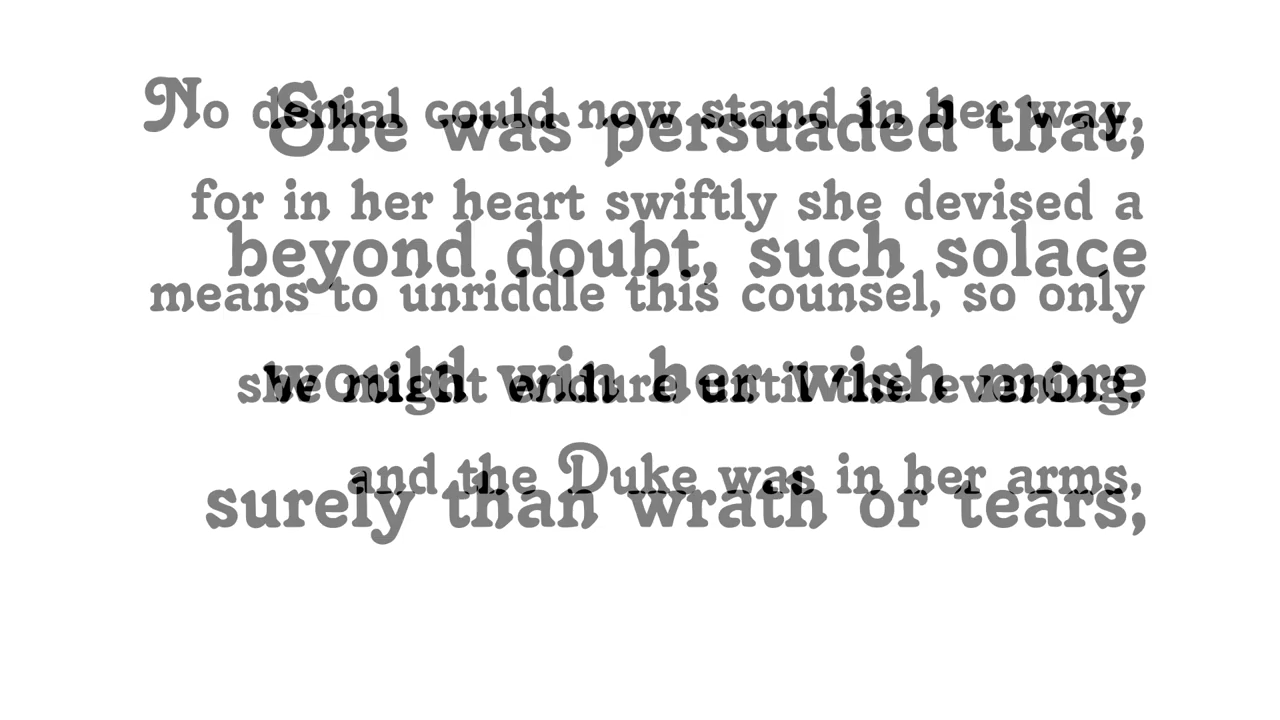 No denial could now stand in her way,
for in her heart swiftly she devised a
means to unriddle this counsel, so only
she might endure until the evening,
and the Duke was in her arms,
She was persuaded that,
beyond doubt, such solace
would win her wish more
surely than wrath or tears,